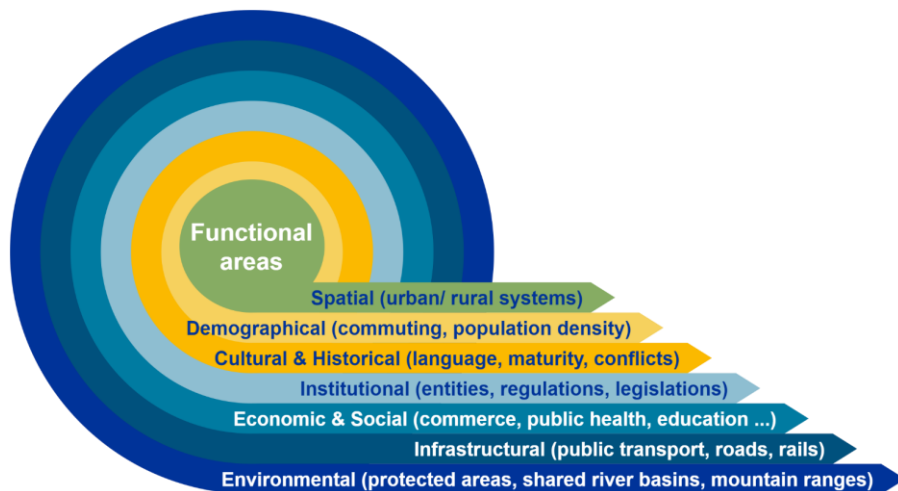 Functional
areas
Spatial (urban/ rural systems)
Demographical (commuting, population density)
Cultural & Historical (language, maturity, conflicts)
Institutional (entities, regulations, legislations)
Economic & Social (commerce, public health, education ...)
Infrastructural (public transport, roads, rails)
Environmental (protected areas, shared river basins, mountain ranges)